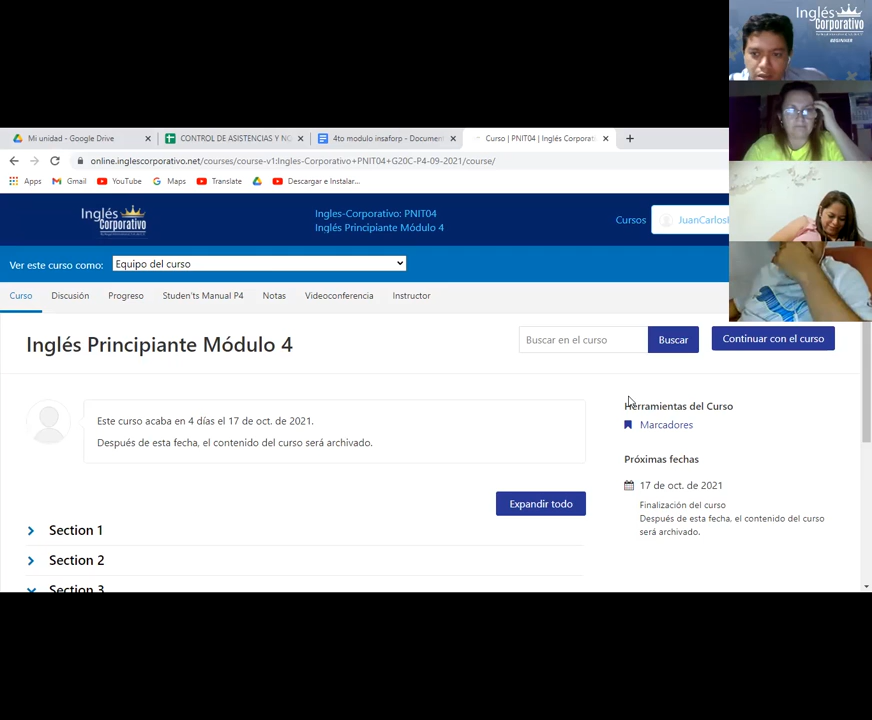 Inglés
Corporativo
BEGINNER
Mi unidad - Google Drive
CONTROL DE ASISTENCIAS Y NO
4to modulo insaforp - Document
Curso | PNIT04 | Inglés Corporati
online.inglescorporativo.net/courses/course-v1:Ingles-Corporativo+PNIT04+G20C-P4-09-2021/course/
Apps
Gmail
YouTube
Maps
Translate
Descargar e Instalar...
Inglés
Corporativo
Ingles-Corporativo: PNIT04
Inglés Principiante Módulo 4
Cursos
JuanCarlos
Ver este curso como:
Equipo del curso
Curso
Discusión
Progreso
Studen'ts Manual P4
Notas
Videoconferencia
Instructor
Inglés Principiante Módulo 4
Buscar en el curso
Buscar
Continuar con el curso
Este curso acaba en 4 días el 17 de oct. de 2021.
Después de esta fecha, el contenido del curso será archivado.
Herramientas del Curso
Marcadores
Próximas fechas
17 de oct. de 2021
Finalización del curso
Después de esta fecha, el contenido del curso
será archivado.
Expandir todo
Section 1
Section 2
Section 3